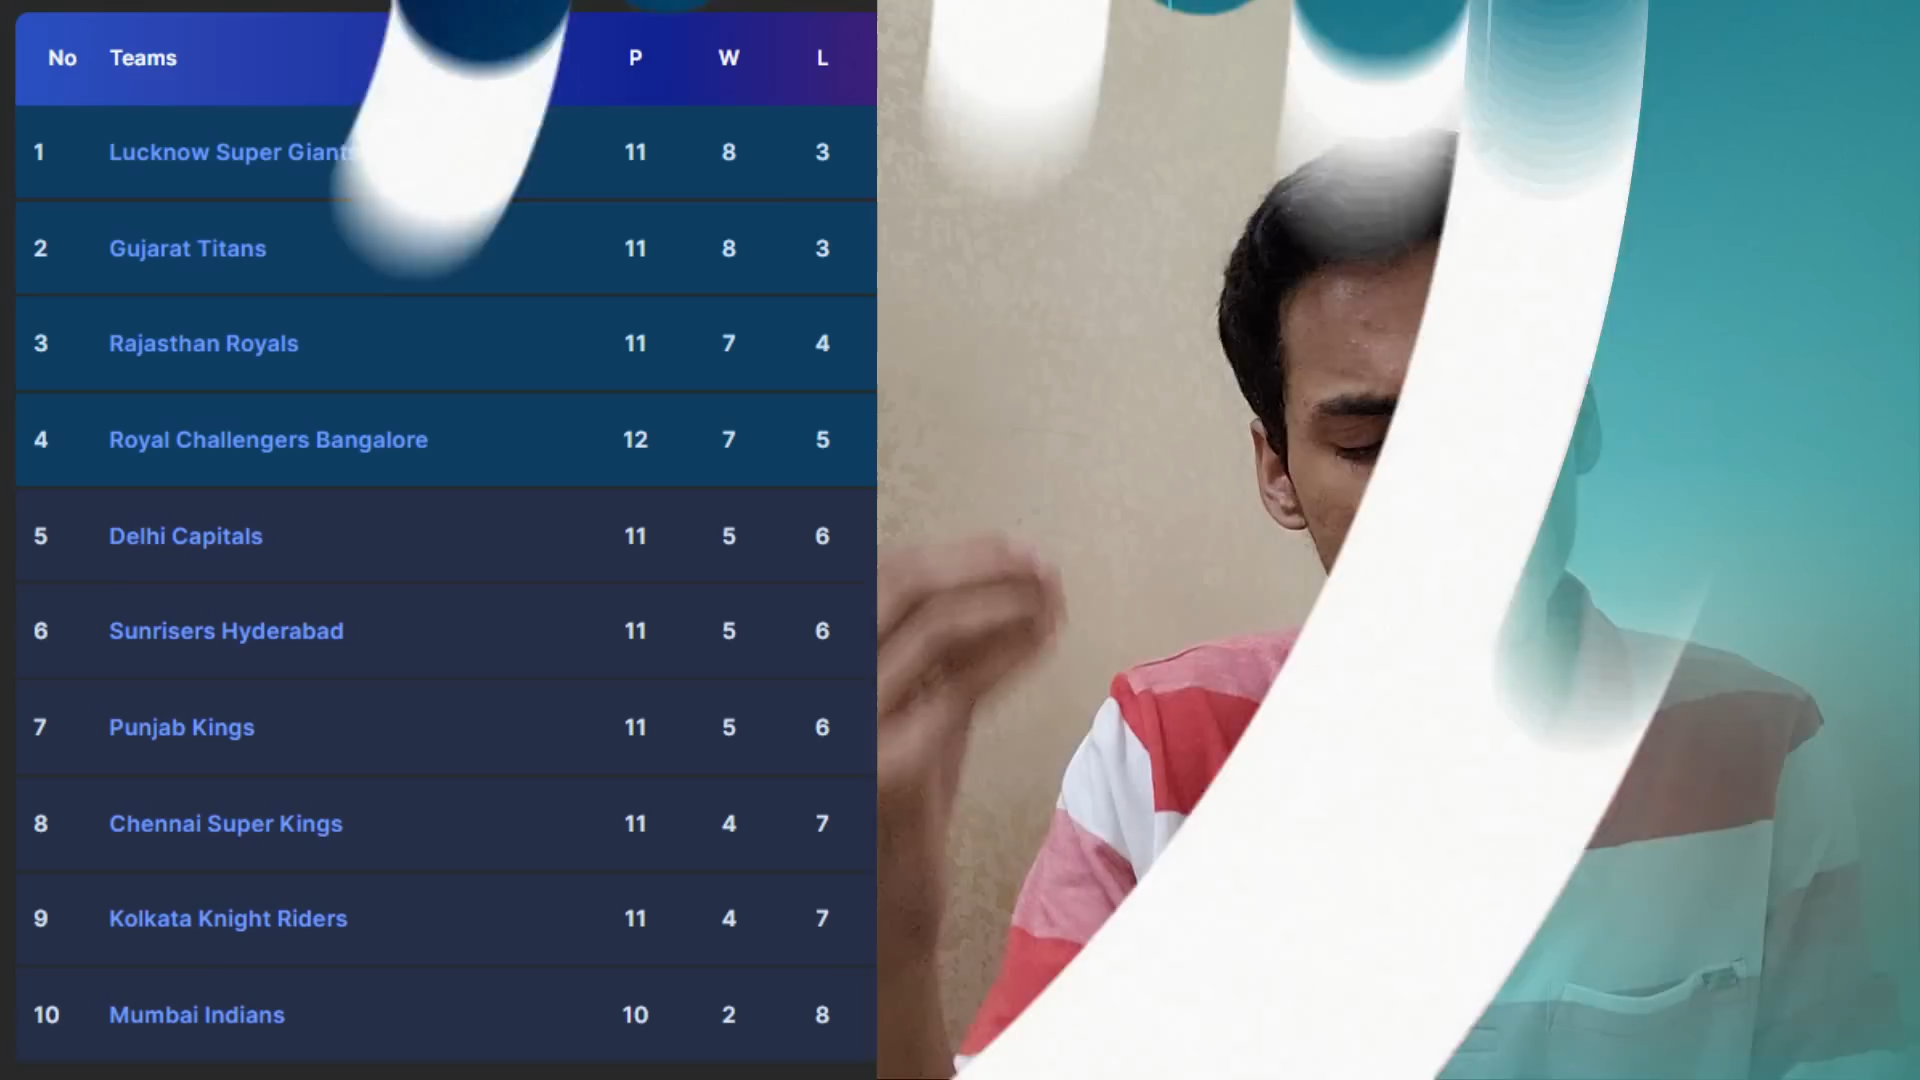 No Teams P W L
1 Lucknow Super Giants 11 8 3
2 Gujarat Titans 11 8 3
3 Rajasthan Royals 11 7 4
4 Royal Challengers Bangalore 12 7 5
5 Delhi Capitals 11 5 6
6 Sunrisers Hyderabad 11 5 6
7 Punjab Kings 11 5 6
8 Chennai Super Kings 11 4 7
9 Kolkata Knight Riders 11 4 7
10 Mumbai Indians 10 2 8